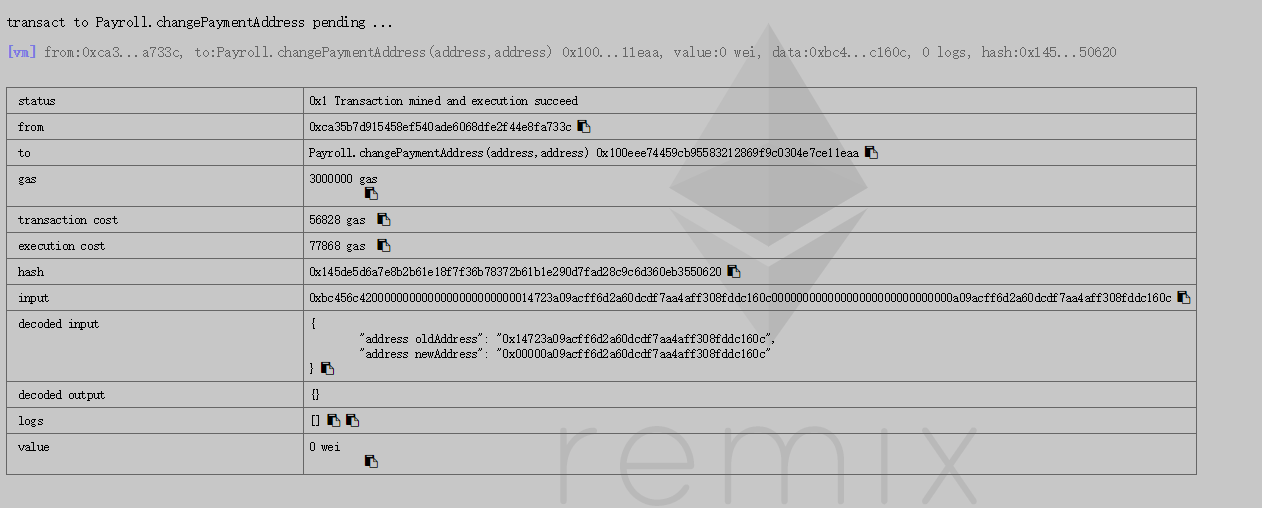 transact to Payroll.changePaymentAddress pending ...
[vm] from:0xca3...a733c, to:Payroll.changePaymentAddress(address,address) 0x100...11eaa, value:0 wei, data:0xbc4...c160c, 0 logs, hash:0x145...50620
status 0x1 Transaction mined and execution succeed
from 0xca35b7d915458ef540ade6068dfe2f44e8fa733c
to Payroll.changePaymentAddress(address,address) 0x100eee74459cb95583212869f9c0304e7ce11eaa
gas 3000000 gas
transaction cost 56828 gas
execution cost 77868 gas
hash 0x145de5d6a7e8b2b61e18f7f36b78372b61b1e290d7fad28c9c6d360eb3550620
input 0xbc456c4200000000000000000000000014723a09acff6d2a60dcdf7aa4aff308fddc160c00000000000000000000000000000a09acff6d2a60dcdf7aa4aff308fddc160c
decoded input {
"address oldAddress": "0x14723a09acff6d2a60dcdf7aa4aff308fddc160c",
"address newAddress": "0x00000a09acff6d2a60dcdf7aa4aff308fddc160c"
}
decoded output {}
logs []
value 0 wei
remix